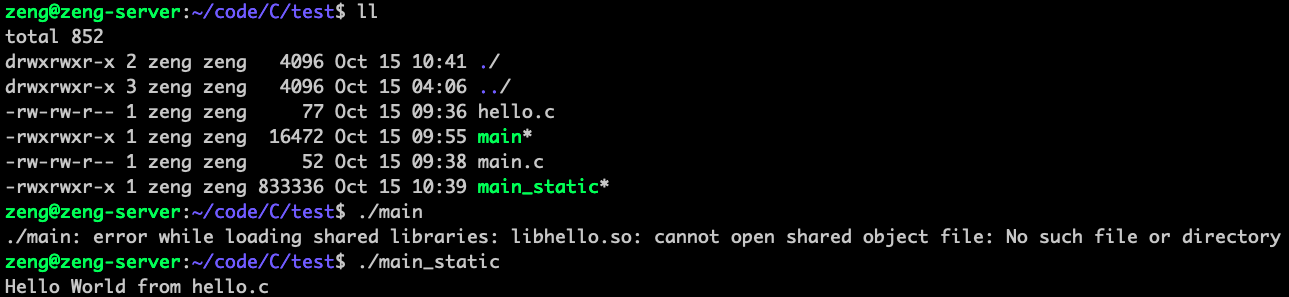 zeng@zeng-server:~/code/C/test$ ll
total 852
drwxrwxr-x 2 zeng zeng   4096 Oct 15 10:41 ./
drwxrwxr-x 3 zeng zeng   4096 Oct 15 04:06 ../
-rw-rw-r-- 1 zeng zeng     77 Oct 15 09:36 hello.c
-rwxrwxr-x 1 zeng zeng  16472 Oct 15 09:55 main*
-rw-rw-r-- 1 zeng zeng     52 Oct 15 09:38 main.c
-rwxrwxr-x 1 zeng zeng 833336 Oct 15 10:39 main_static*
zeng@zeng-server:~/code/C/test$ ./main
./main: error while loading shared libraries: libhello.so: cannot open shared object file: No such file or directory
zeng@zeng-server:~/code/C/test$ ./main_static
Hello World from hello.c